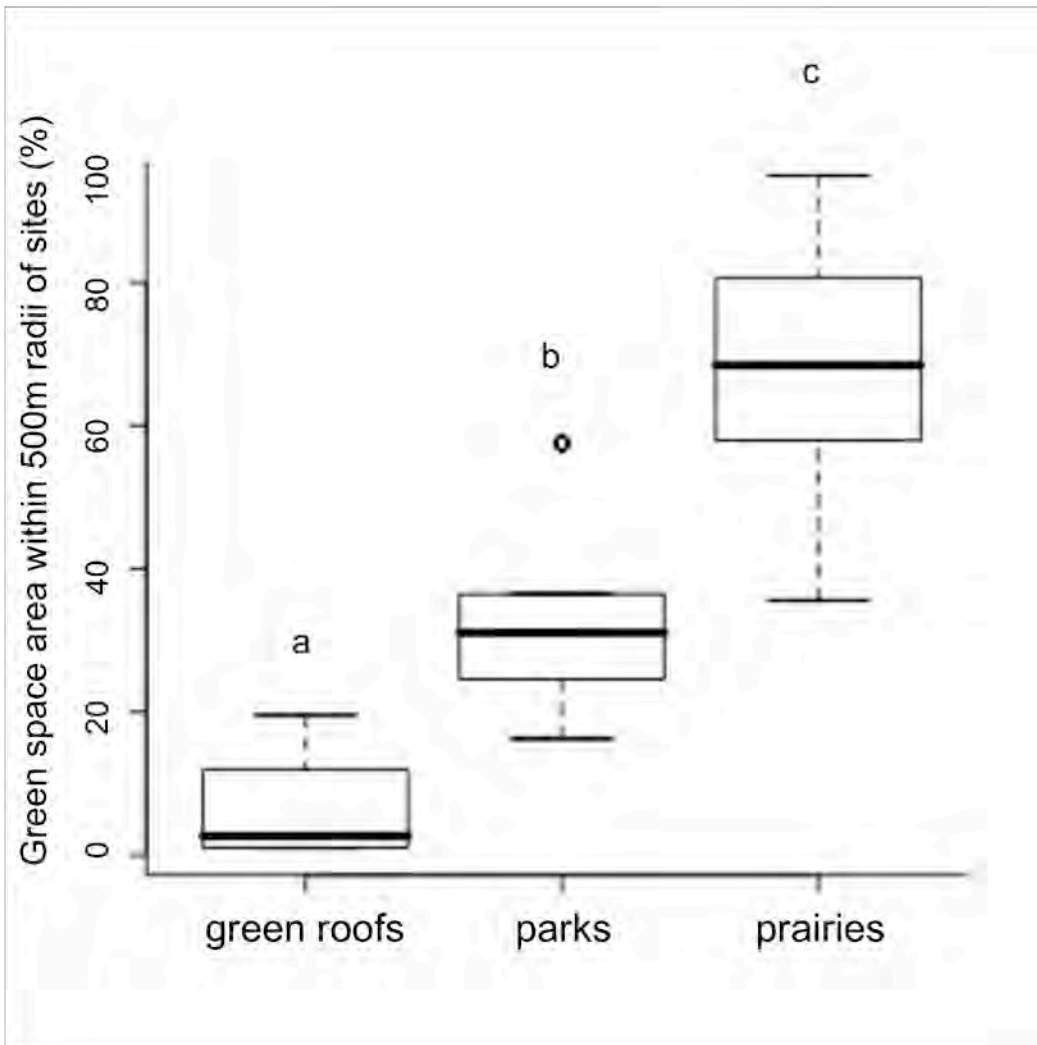 Green space area within 500m radii of sites (%)
100
80
60
40
20
0
a
b
c
green roofs
parks
prairies